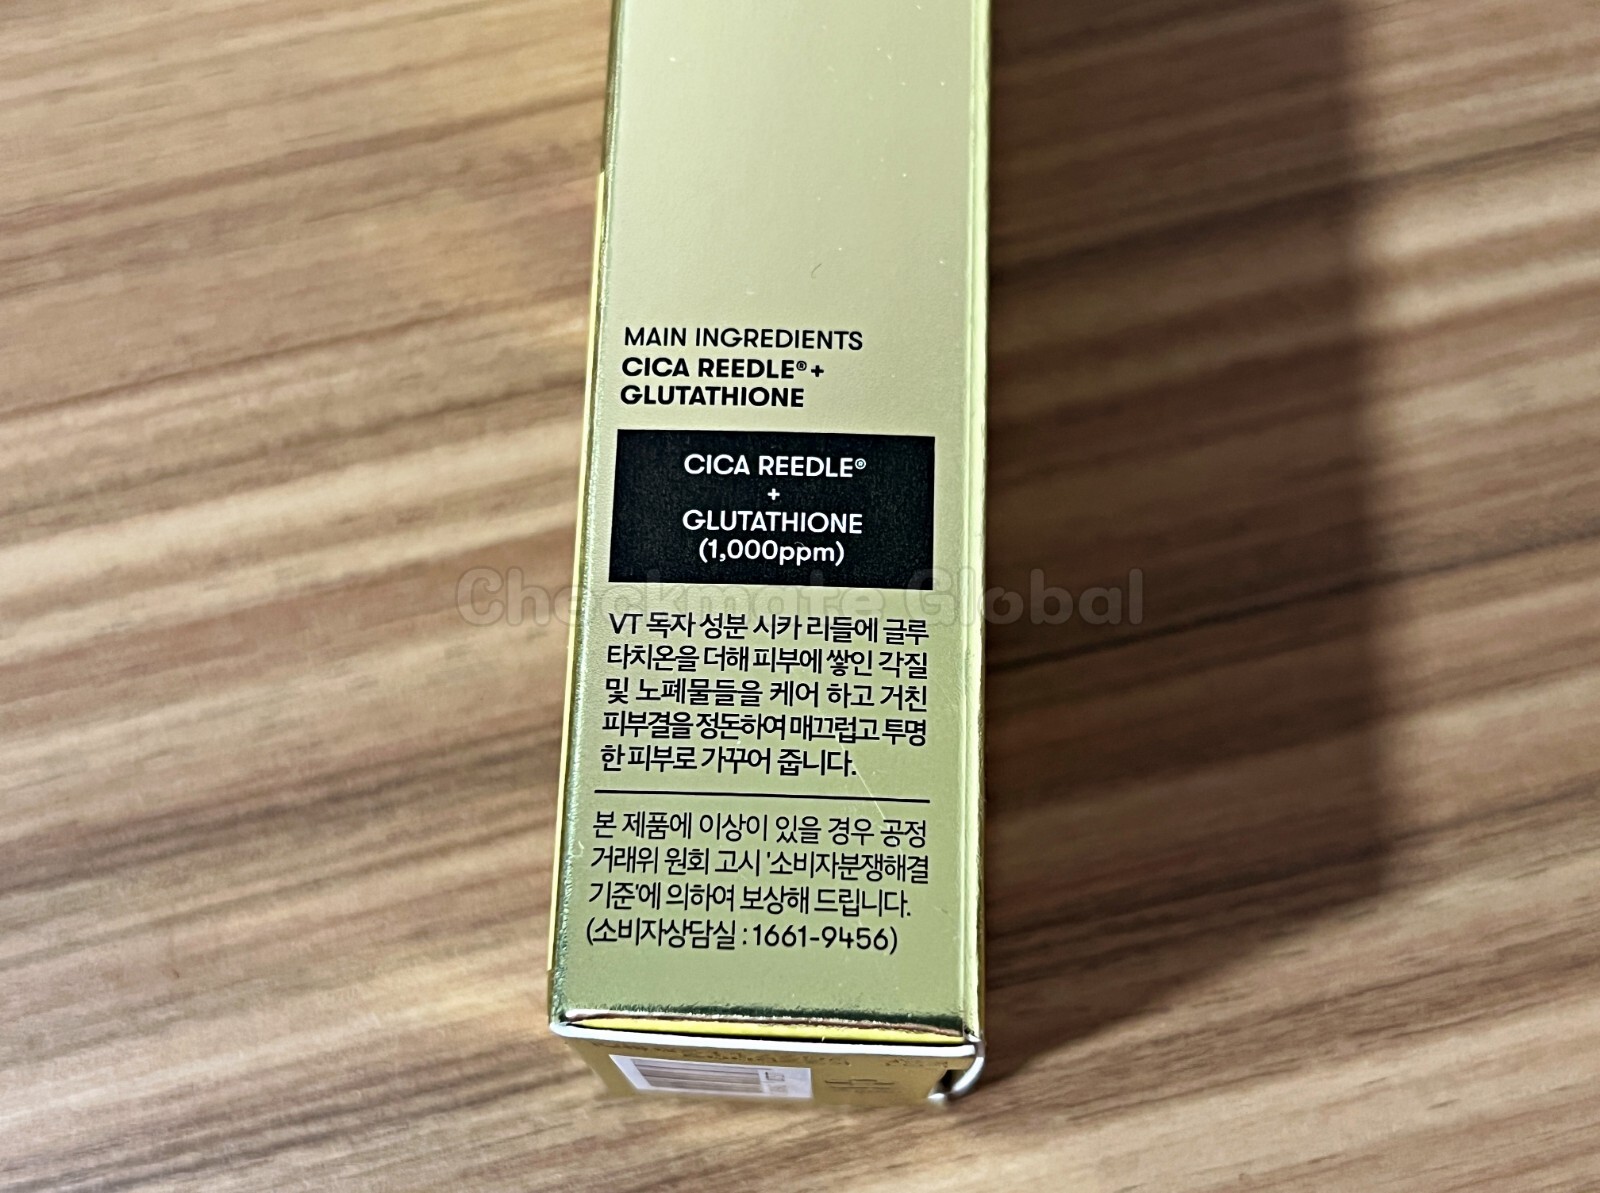 MAIN INGREDIENTS
CICA REEDLE®+
GLUTATHIONE
CICA REEDLE®
+
GLUTATHIONE
(1,000ppm)
Checkmate Global
VT 독자 성분 시카 리들에 글루
타치온을 더해 피부에 쌓인 각질
및 노폐물들을 케어 하고 거친
피부결을 정돈하여 매끄럽고 투명
한 피부로 가꾸어 줍니다.
본 제품에 이상이 있을 경우 공정
거래위 원회 고시 '소비자분쟁해결
기준'에 의하여 보상해 드립니다.
(소비자상담실 : 1661-9456)